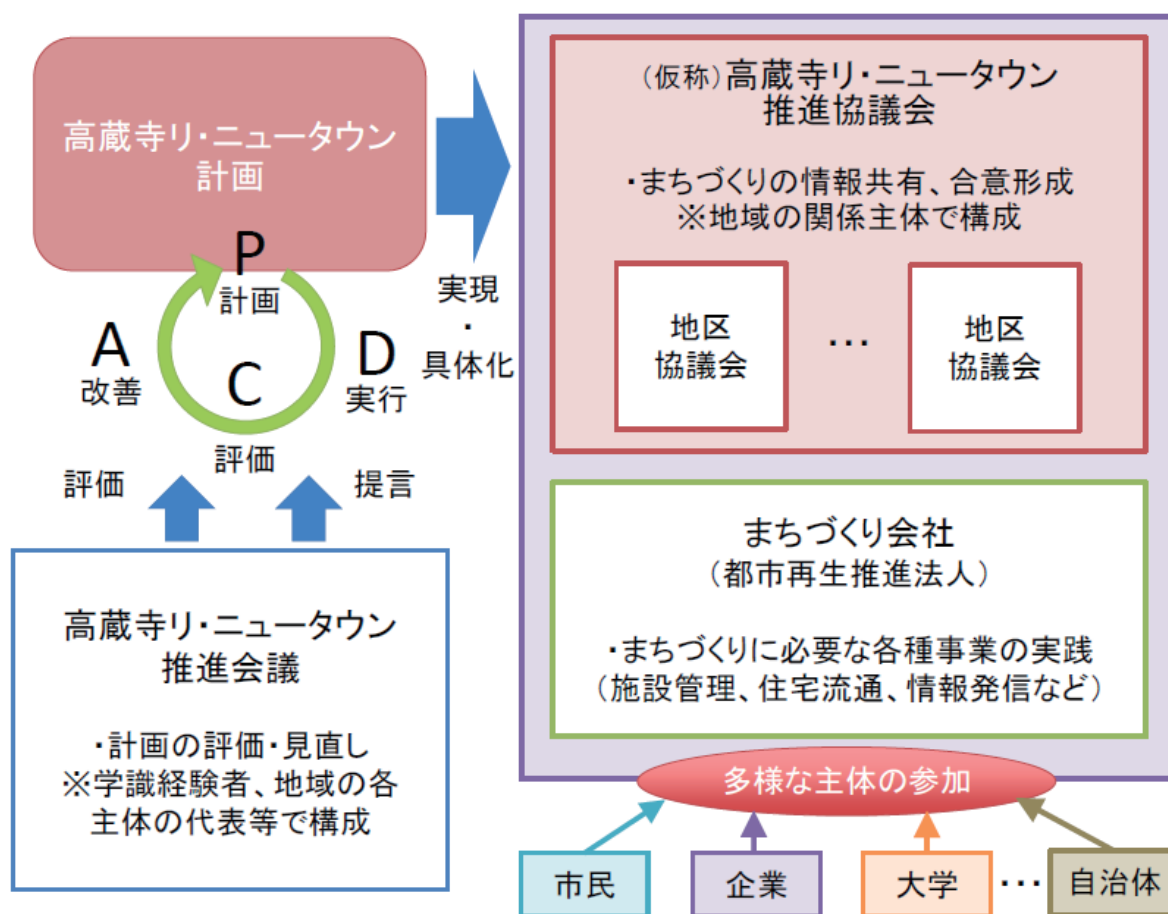 高蔵寺リ・ニュータウン
計画
P
計画
A
改善
C
評価
D
実行
実現
・
具体化
評価
提言
高蔵寺リ・ニュータウン
推進会議
・計画の評価・見直し
※学識経験者、地域の各
主体の代表等で構成
(仮称)高蔵寺リ・ニュータウン
推進協議会
・まちづくりの情報共有、合意形成
※地域の関係主体で構成
地区
協議会
…
地区
協議会
まちづくり会社
(都市再生推進法人)
・まちづくりに必要な各種事業の実践
(施設管理、住宅流通、情報発信など)
多様な主体の参加
市民
企業
大学
…
自治体